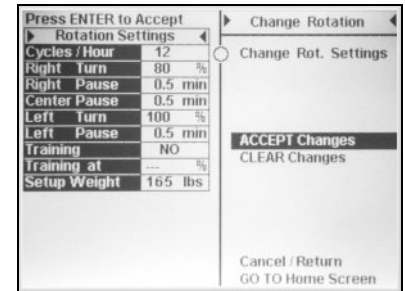 Press ENTER to Accept
Rotation Settings
Cycles / Hour 12
Right Turn 80 %
Right Pause 0.5 min
Center Pause 0.5 min
Left Turn 100 %
Left Pause 0.5 min
Training NO
Training at --- %
Setup Weight 165 lbs
Change Rotation
Change Rot. Settings
ACCEPT Changes
CLEAR Changes
Cancel / Return
GO TO Home Screen